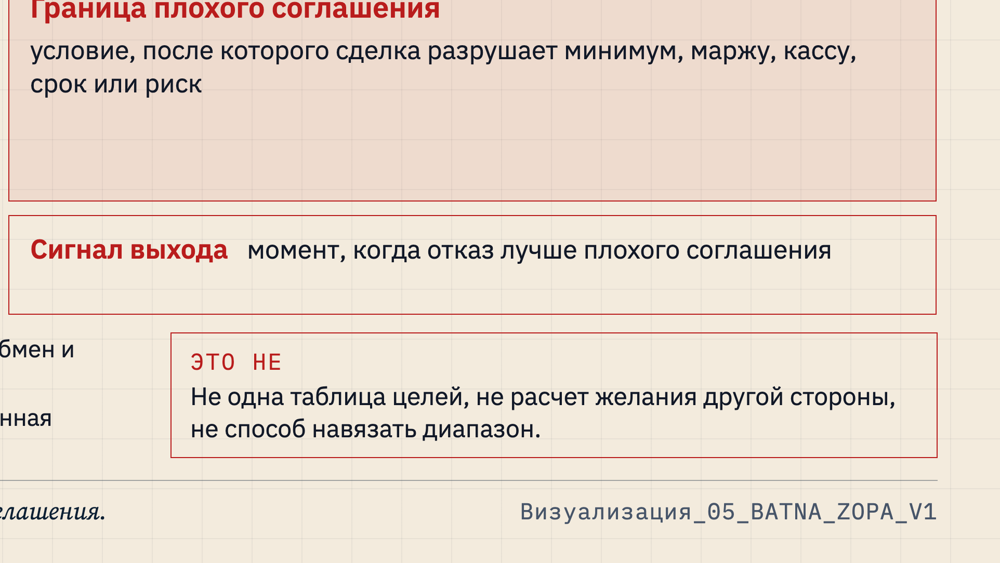 Граница плохого соглашения
условие, после которого сделка разрушает минимум, маржу, кассу,
срок или риск
Сигнал выхода момент, когда отказ лучше плохого соглашения
бмен и
нная
ЭТО НЕ
Не одна таблица целей, не расчет желания другой стороны,
не способ навязать диапазон.
глашения.
Визуализация_05_BATNA_ZOPA_V1